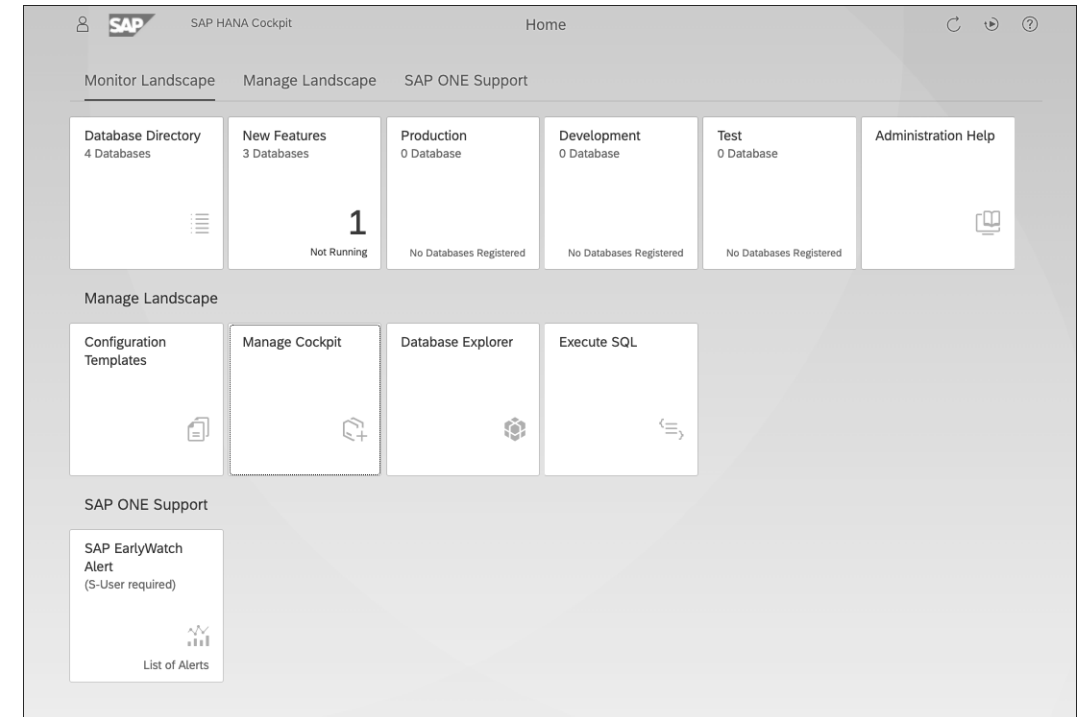 SAP
SAP HANA Cockpit
Home
Monitor Landscape
Manage Landscape
SAP ONE Support
Database Directory
4 Databases
New Features
3 Databases
1
Not Running
Production
0 Database
No Databases Registered
Development
0 Database
No Databases Registered
Test
0 Database
No Databases Registered
Administration Help
Manage Landscape
Configuration
Templates
Manage Cockpit
Database Explorer
Execute SQL
SAP ONE Support
SAP EarlyWatch
Alert
(S-User required)
List of Alerts